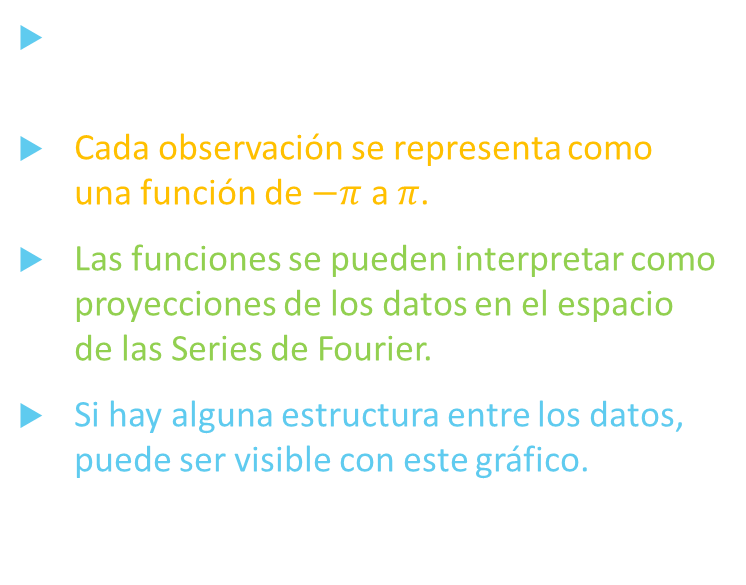 Cada observación se representa como
una función de −𝜋 a 𝜋.
Las funciones se pueden interpretar como
proyecciones de los datos en el espacio
de las Series de Fourier.
Si hay alguna estructura entre los datos,
puede ser visible con este gráfico.